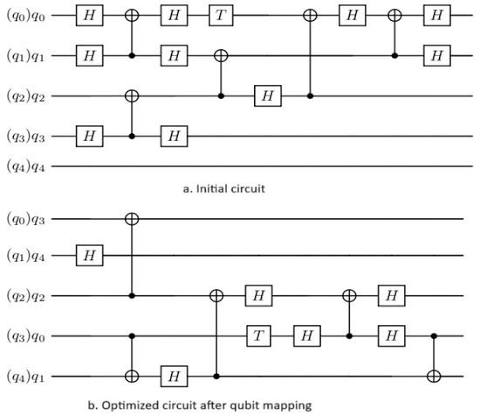 (q₀)q₀ H H T H H
(q₁)q₁ H H H
(q₂)q₂ H
(q₃)q₃ H H
(q₄)q₄
a. Initial circuit
(q₀)q₃
(q₁)q₄ H
(q₂)q₂ H H
(q₃)q₀ T H H
(q₄)q₁ H
b. Optimized circuit after qubit mapping